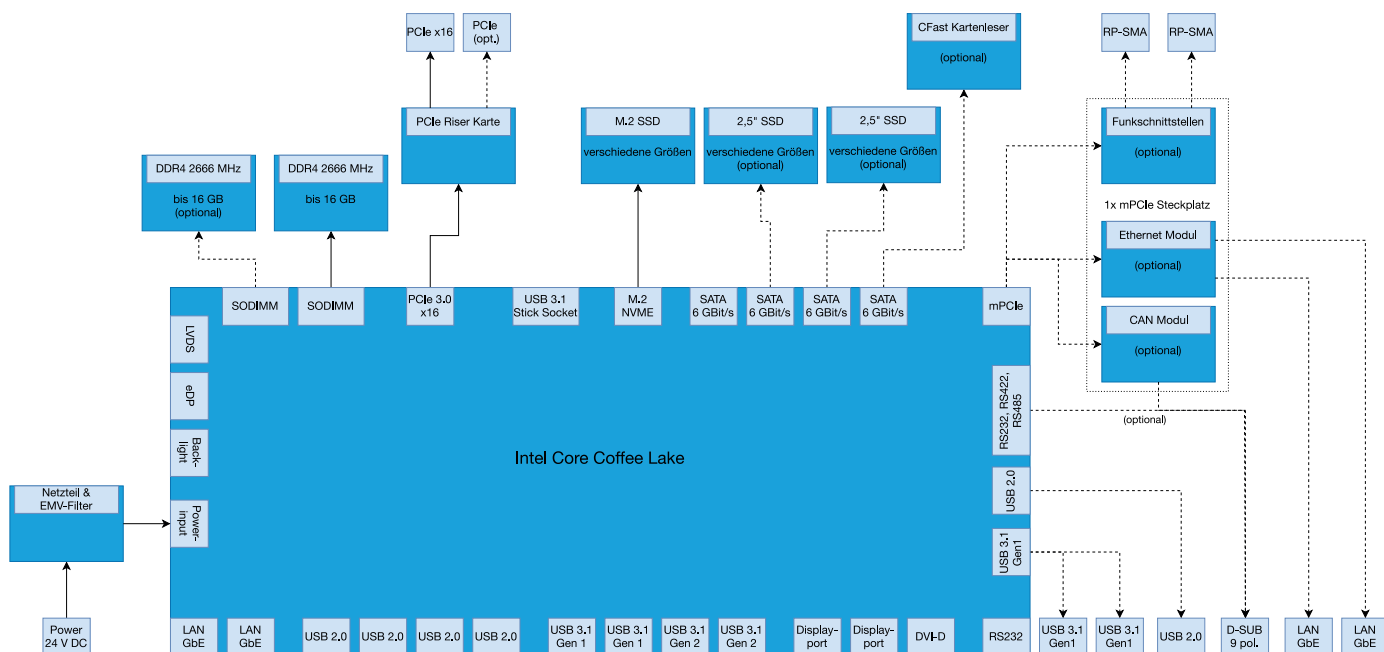 PCIe x16
PCIe
(opt.)
CFast Kartenleser
(optional)
RP-SMA
RP-SMA
PCIe Riser Karte
M.2 SSD
verschiedene Größen
2,5" SSD
verschiedene Größen
(optional)
2,5" SSD
verschiedene Größen
(optional)
Funkschnittstellen
(optional)
DDR4 2666 MHz
bis 16 GB
(optional)
DDR4 2666 MHz
bis 16 GB
1x mPCIe Steckplatz
Ethernet Modul
(optional)
CAN Modul
(optional)
SODIMM
SODIMM
PCIe 3.0
x16
USB 3.1
Stick Socket
M.2
NVME
SATA
6 GBit/s
SATA
6 GBit/s
SATA
6 GBit/s
SATA
6 GBit/s
mPCIe
LVDS
eDP
Back-
light
Power-
input
RS232, RS422,
RS485
(optional)
Intel Core Coffee Lake
USB 2.0
USB 3.1
Gen1
Netzteil &
EMV-Filter
Power
24 V DC
LAN
GbE
LAN
GbE
USB 2.0
USB 2.0
USB 2.0
USB 2.0
USB 3.1
Gen 1
USB 3.1
Gen 1
USB 3.1
Gen 2
USB 3.1
Gen 2
Display-
port
Display-
port
DVI-D
RS232
USB 3.1
Gen1
USB 3.1
Gen1
USB 2.0
D-SUB
9 pol.
LAN
GbE
LAN
GbE